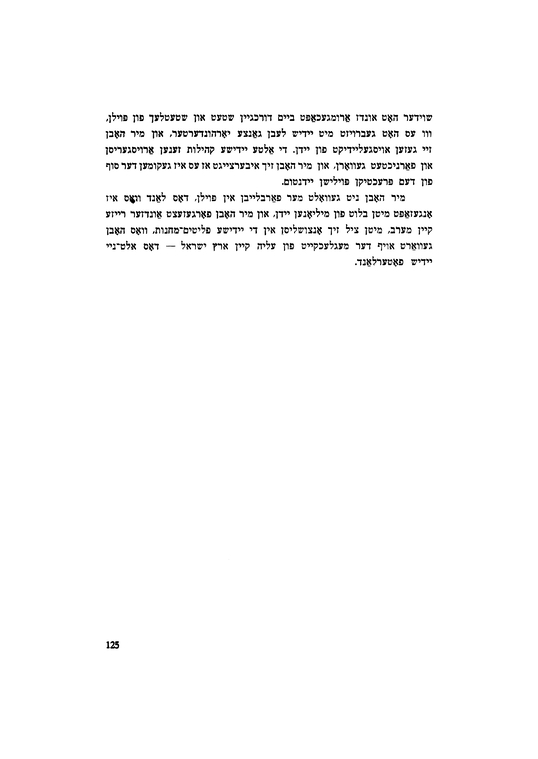 שוידער האָט אונדז אַרומגעכאַפּט ביים דורכגיין שטעט און שטעטלעך פון פּוילן,
ווו עס האָט געברויזט מיט יידיש לעבן גאַנצע יאָרהונדערטער, און מיר האָבן
זיי געזען אויסגעליידיקט פון יידן. די אַלטע יידישע קהילות זענען אַרויסגעריסן
און פאַרניכטעט געוואָרן, און מיר האָבן זיך איבערצייגט אז עס איז געקומען דער סוף
פון דעם פּרעכטיקן פּוילישן יידנטום.
מיר האָבן ניט געוואָלט מער פאַרבלייבן אין פּוילן, דאָס לאַנד וואָס איז
אָנגעזאַפּט מיטן בלוט פון מיליאָנען יידן, און מיר האָבן פאָרגעזעצט אונדזער רייזע
קיין מערב, מיטן ציל זיך אָנצושליסן אין די יידישע פליטים־מחנות, וואָס האָבן
געוואַרט אויף דער מעגלעכקייט פון עליה קיין ארץ ישראל — דאָס אַלט־נייַ
יידיש פאָטערלאַנד.
125